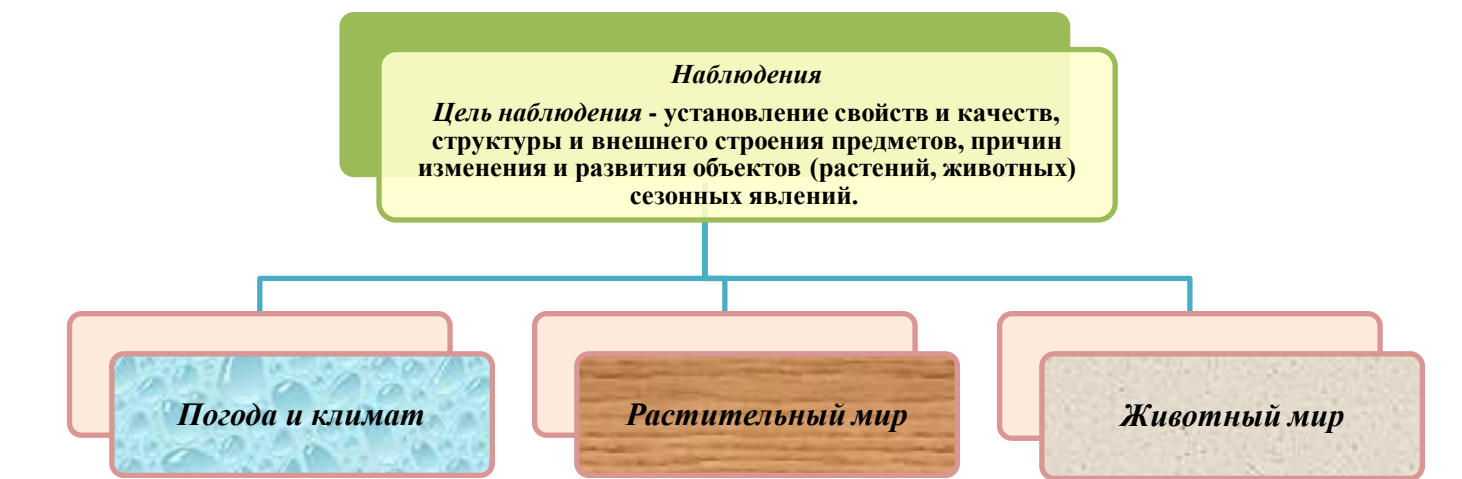 Наблюдения
Цель наблюдения - установление свойств и качеств,
структуры и внешнего строения предметов, причин
изменения и развития объектов (растений, животных)
сезонных явлений.
Погода и климат
Растительный мир
Животный мир